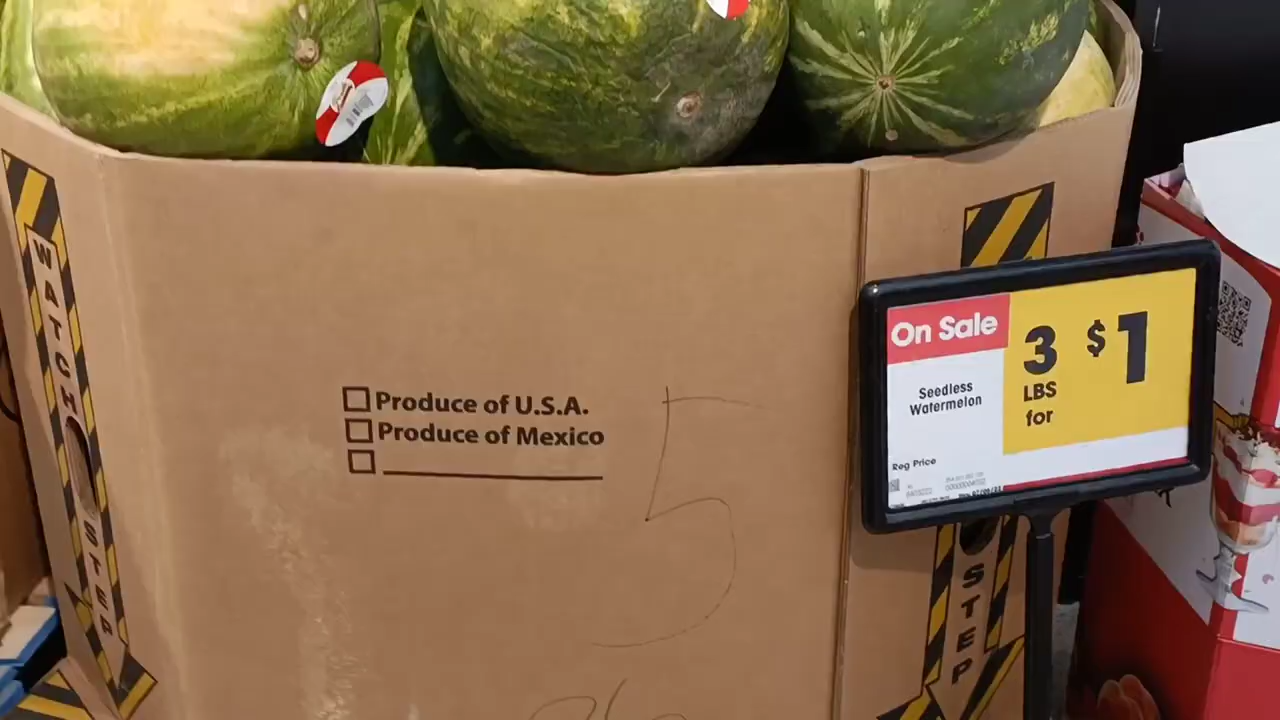 WATCH STEP
Produce of U.S.A.
Produce of Mexico
5
On Sale
Seedless
Watermelon
3
LBS
for
$1
Reg Price
STEP